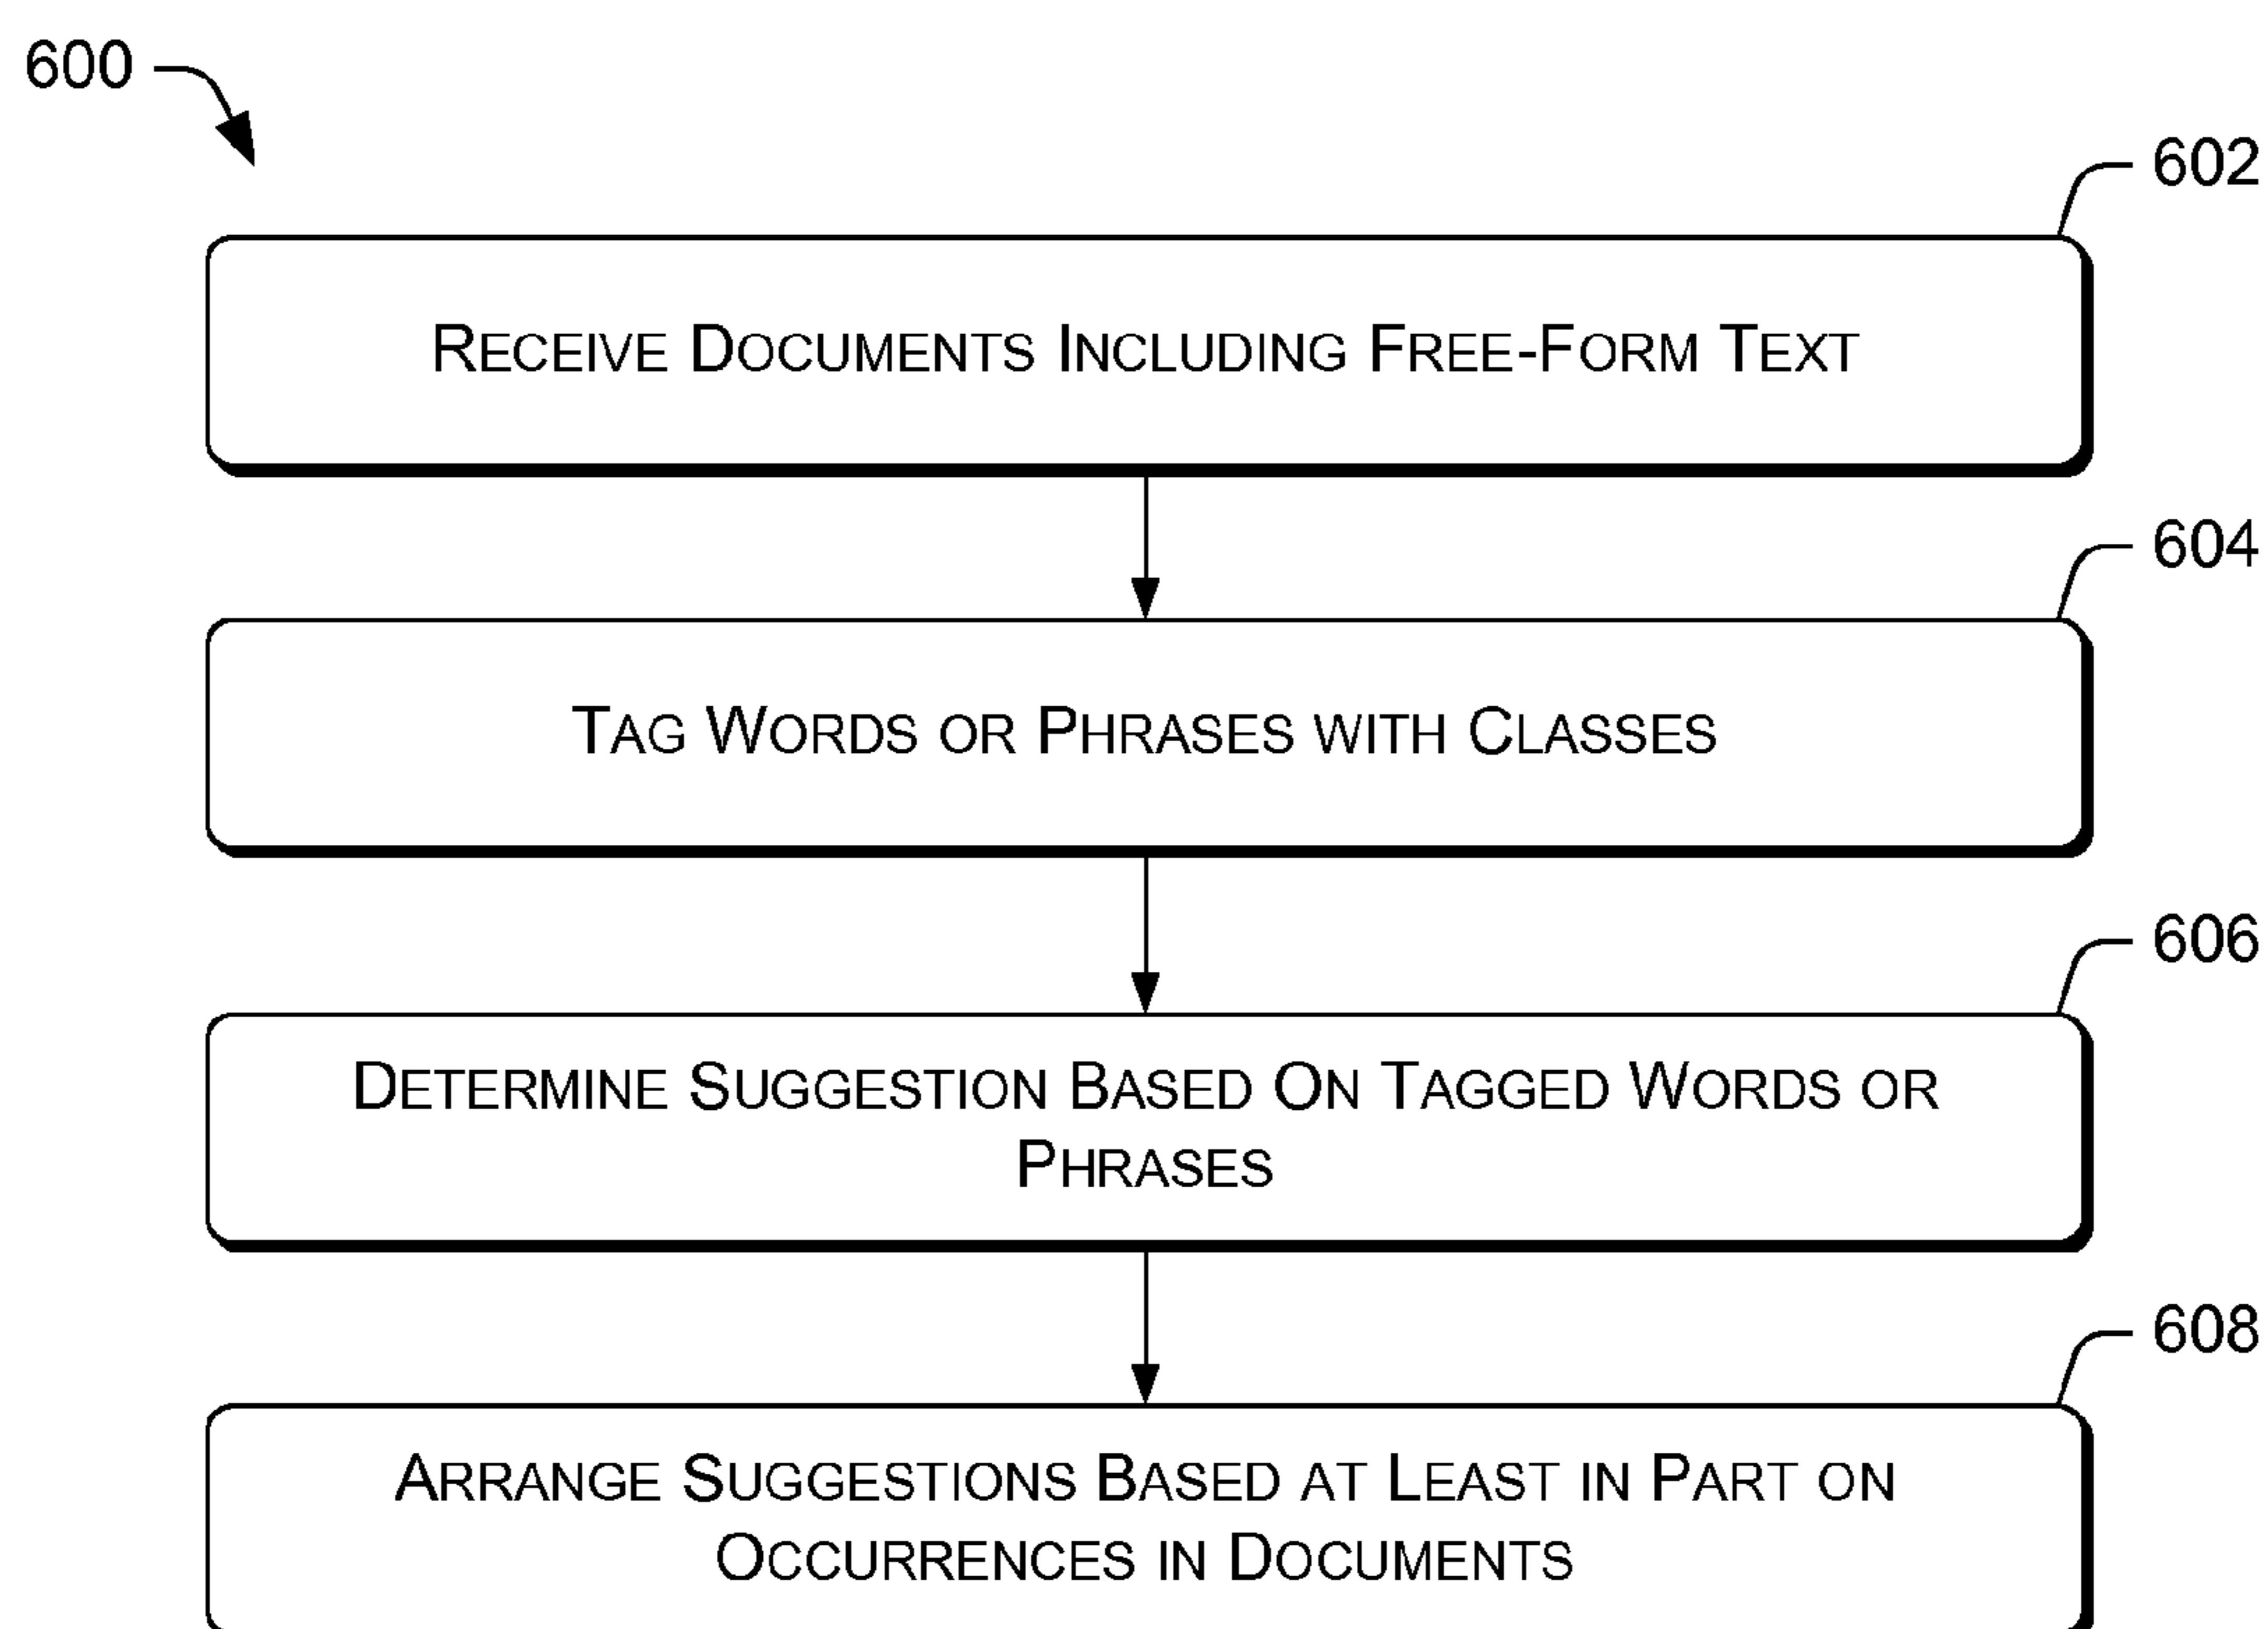 600
602
RECEIVE DOCUMENTS INCLUDING FREE-FORM TEXT
604
TAG WORDS OR PHRASES WITH CLASSES
606
DETERMINE SUGGESTION BASED ON TAGGED WORDS OR
PHRASES
608
ARRANGE SUGGESTIONS BASED AT LEAST IN PART ON
OCCURRENCES IN DOCUMENTS